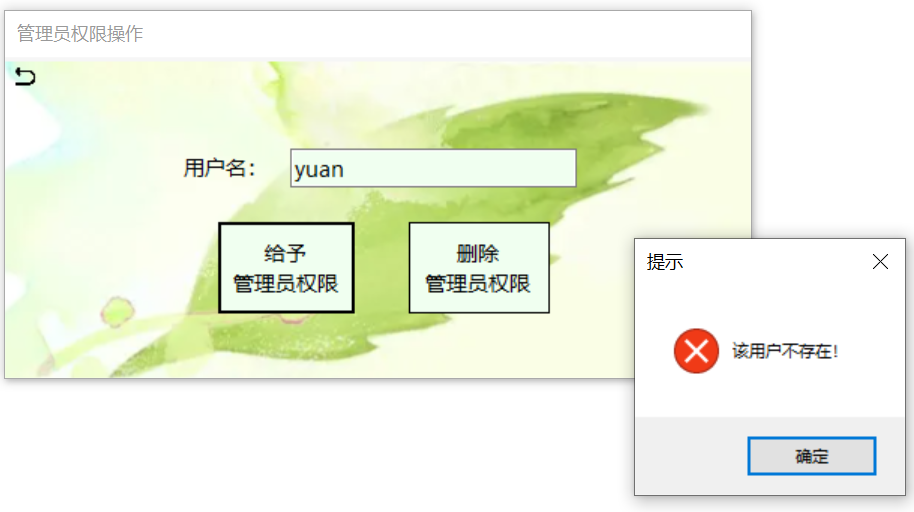 管理员权限操作
用户名：
yuan
给予
管理员权限
删除
管理员权限
提示
该用户不存在！
确定